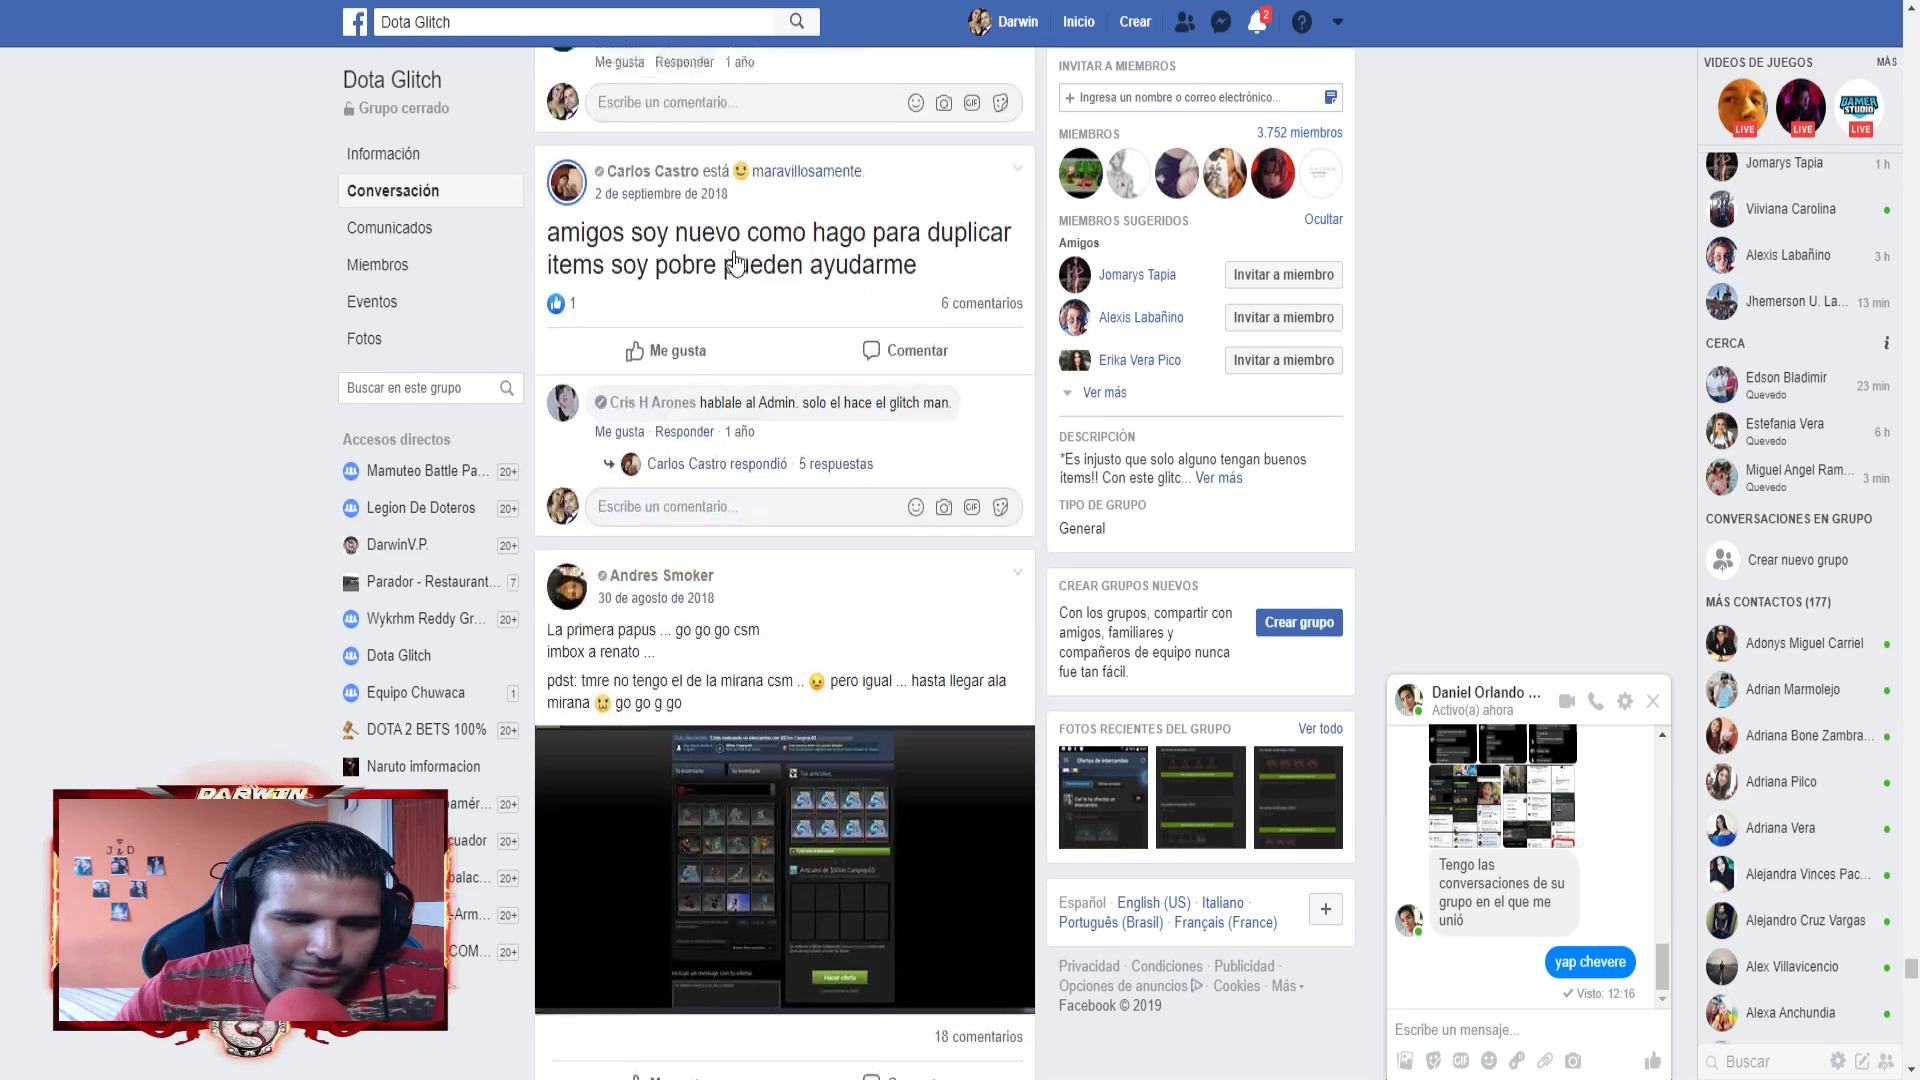 Dota Glitch
Darwin
Inicio
Crear
2
Dota Glitch
Grupo cerrado
Información
Conversación
Comunicados
Miembros
Eventos
Fotos
Buscar en este grupo
Accesos directos
Mamuteo Battle Pa... 20+
Legion De Doteros 20+
DarwinV.P. 20+
Parador - Restaurant... 7
Wykrhm Reddy Gr... 20+
Dota Glitch
Equipo Chuwaca 1
DOTA 2 BETS 100% 20+
Naruto imformacion
20+
20+
20+
20+
20+
DARWIN
J & D
Me gusta Responder 1 año
Escribe un comentario...
Carlos Castro está maravillosamente.
2 de septiembre de 2018
amigos soy nuevo como hago para duplicar
items soy pobre pueden ayudarme
1
6 comentarios
Me gusta
Comentar
Cris H Arones hablale al Admin. solo el hace el glitch man.
Me gusta · Responder · 1 año
Carlos Castro respondió · 5 respuestas
Escribe un comentario...
Andres Smoker
30 de agosto de 2018
La primera papus ... go go go csm
imbox a renato ...
pdst: tmre no tengo el de la mirana csm .. pero igual ... hasta llegar ala
mirana go go g go
Hacer oferta
18 comentarios
INVITAR A MIEMBROS
+ Ingresa un nombre o correo electrónico...
MIEMBROS
3.752 miembros
MIEMBROS SUGERIDOS
Ocultar
Amigos
Jomarys Tapia
Invitar a miembro
Alexis Labañino
Invitar a miembro
Erika Vera Pico
Invitar a miembro
Ver más
DESCRIPCIÓN
*Es injusto que solo alguno tengan buenos
items!! Con este glitc... Ver más
TIPO DE GRUPO
General
CREAR GRUPOS NUEVOS
Con los grupos, compartir con
amigos, familiares y
compañeros de equipo nunca
fue tan fácil.
Crear grupo
FOTOS RECIENTES DEL GRUPO
Ver todo
Ofertas de intercambio
Español · English (US) · Italiano ·
Português (Brasil) · Français (France)
Privacidad · Condiciones · Publicidad ·
Opciones de anuncios · Cookies · Más
Facebook © 2019
Daniel Orlando ...
Activo(a) ahora
Tengo las
conversaciones de su
grupo en el que me
unió
yap chevere
Visto: 12:16
Escribe un mensaje...
VIDEOS DE JUEGOS
MÁS
GAMER
STUDIO
LIVE
LIVE
LIVE
Jomarys Tapia 1 h
Viiviana Carolina
Alexis Labañino 3 h
Jhemerson U. La... 13 min
CERCA
Edson Bladimir
Quevedo
23 min
Estefania Vera
Quevedo
6 h
Miguel Angel Ram...
Quevedo
3 min
CONVERSACIONES EN GRUPO
Crear nuevo grupo
MÁS CONTACTOS (177)
Adonys Miguel Carriel
Adrian Marmolejo
Adriana Bone Zambra...
Adriana Pilco
Adriana Vera
Alejandra Vinces Pac...
Alejandro Cruz Vargas
Alex Villavicencio
Alexa Anchundia
Buscar